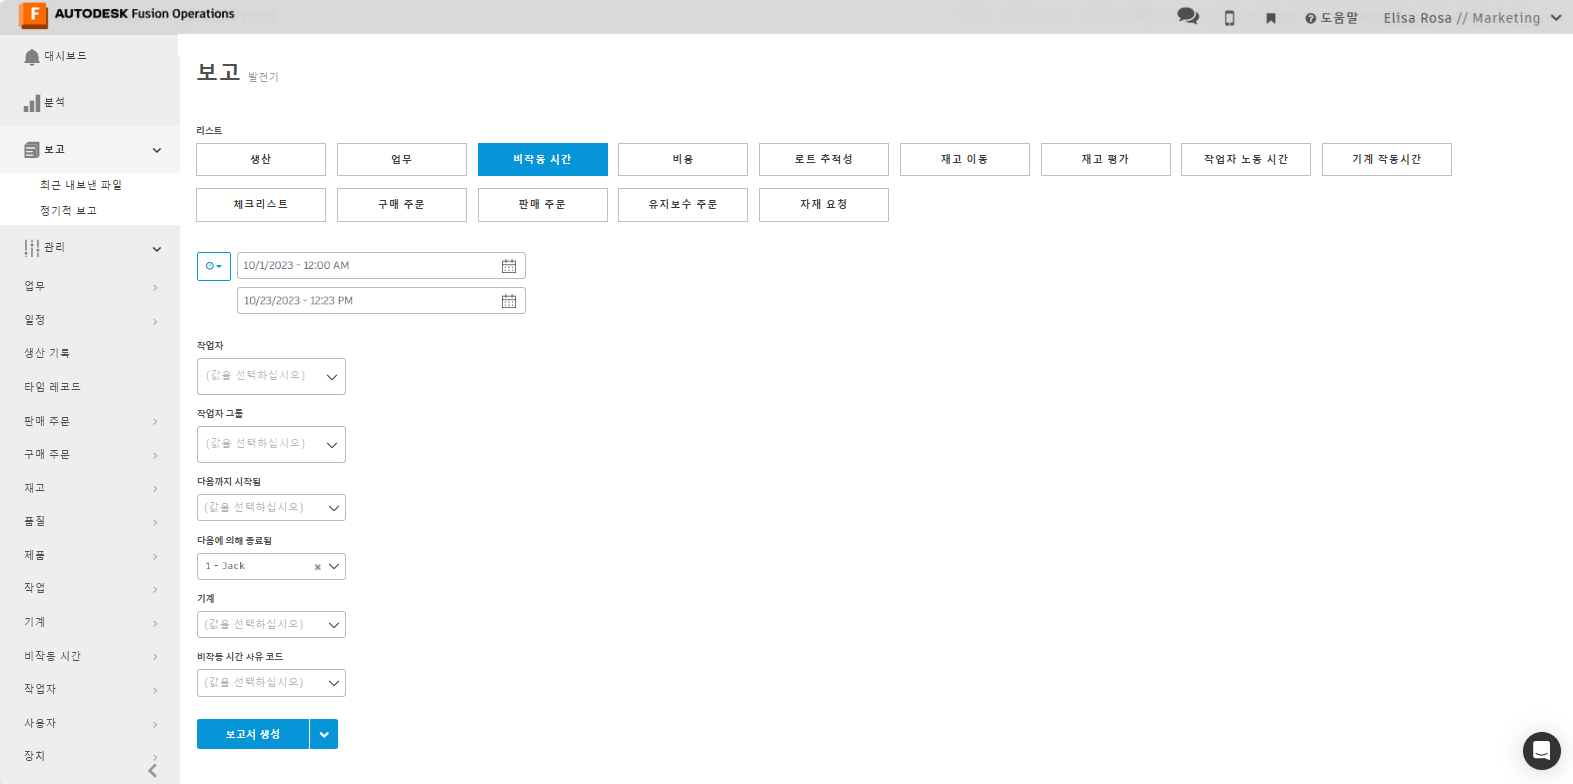 AUTODESK Fusion Operations
도움말
Elisa Rosa // Marketing
대시보드
분석
보고
최근 내보낸 파일
정기적 보고
관리
업무
일정
생산 기록
타임 레코드
판매 주문
구매 주문
재고
품질
제품
작업
기계
비작동 시간
작업자
사용자
장치
보고 발전기
리스트
생산 업무 비작동 시간 비용 로트 추적성 재고 이동 재고 평가 작업자 노동 시간 기계 작동시간
체크리스트 구매 주문 판매 주문 유지보수 주문 자재 요청
10/1/2023 - 12:00 AM
10/23/2023 - 12:23 PM
작업자
(값을 선택하십시오)
작업자 그룹
(값을 선택하십시오)
다음까지 시작됨
(값을 선택하십시오)
다음에 의해 종료됨
1 - Jack
기계
(값을 선택하십시오)
비작동 시간 사유 코드
(값을 선택하십시오)
보고서 생성